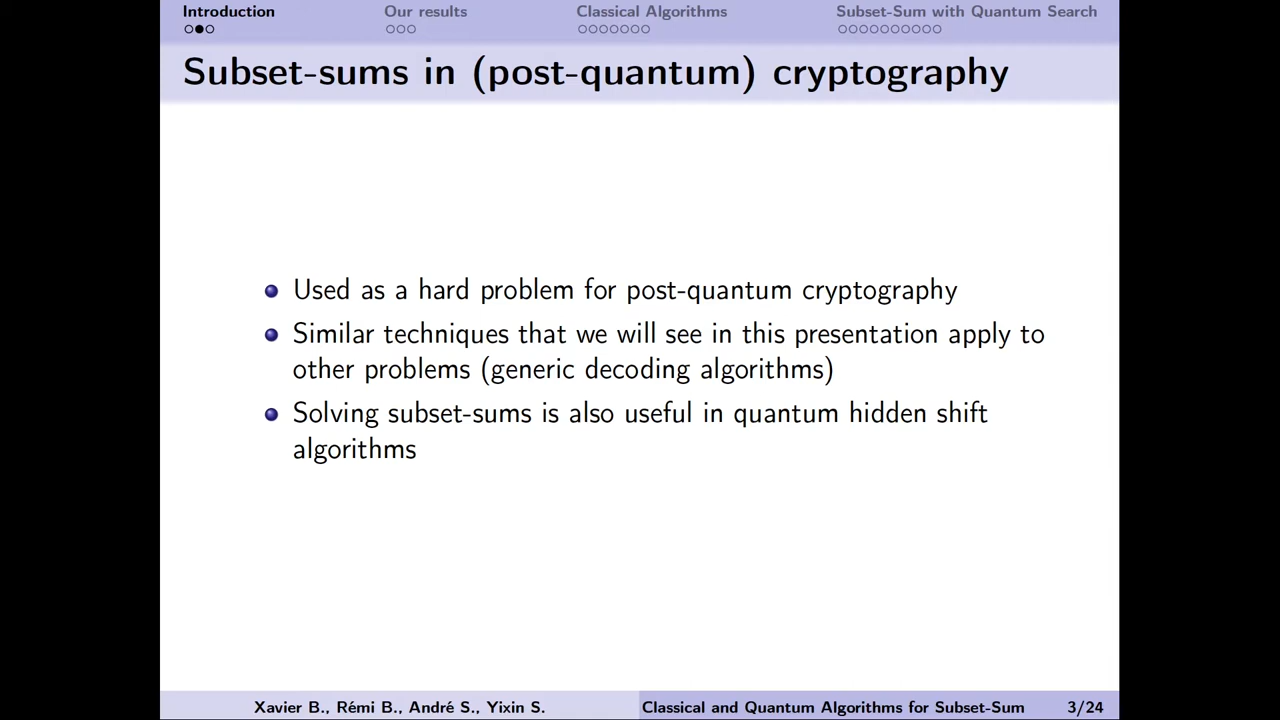 Introduction Our results Classical Algorithms Subset-Sum with Quantum Search
Subset-sums in (post-quantum) cryptography
Used as a hard problem for post-quantum cryptography
Similar techniques that we will see in this presentation apply to
other problems (generic decoding algorithms)
Solving subset-sums is also useful in quantum hidden shift
algorithms
Xavier B., Rémi B., André S., Yixin S. Classical and Quantum Algorithms for Subset-Sum 3/24